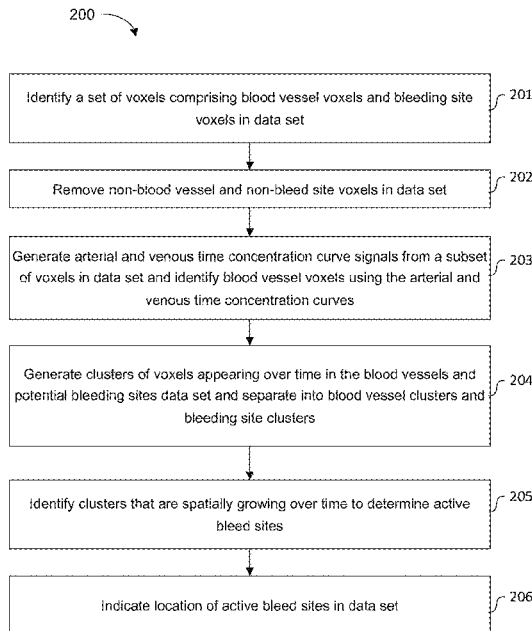 200
Identify a set of voxels comprising blood vessel voxels and bleeding site
voxels in data set
201
Remove non-blood vessel and non-bleed site voxels in data set
202
Generate arterial and venous time concentration curve signals from a subset
of voxels in data set and identify blood vessel voxels using the arterial and
venous time concentration curves
203
Generate clusters of voxels appearing over time in the blood vessels and
potential bleeding sites data set and separate into blood vessel clusters and
bleeding site clusters
204
Identify clusters that are spatially growing over time to determine active
bleed sites
205
Indicate location of active bleed sites in data set
206